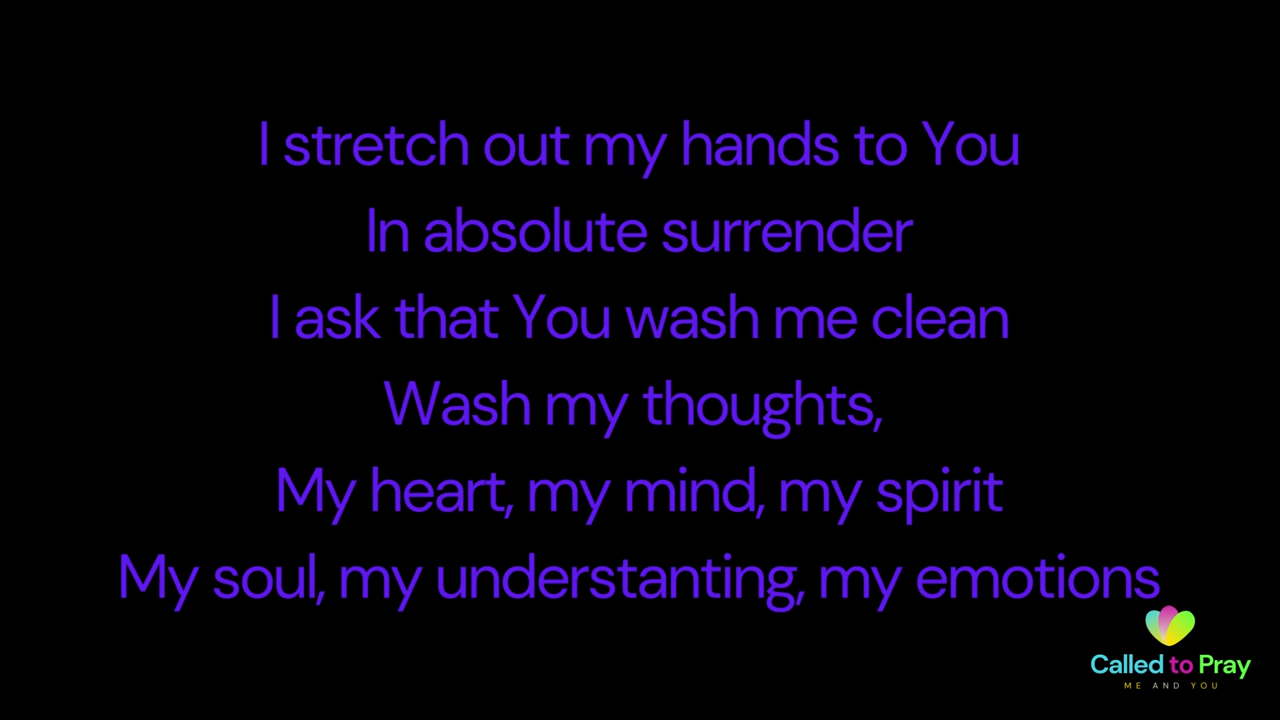 I stretch out my hands to You
In absolute surrender
I ask that You wash me clean
Wash my thoughts,
My heart, my mind, my spirit
My soul, my understanting, my emotions
Called to Pray
ME AND YOU